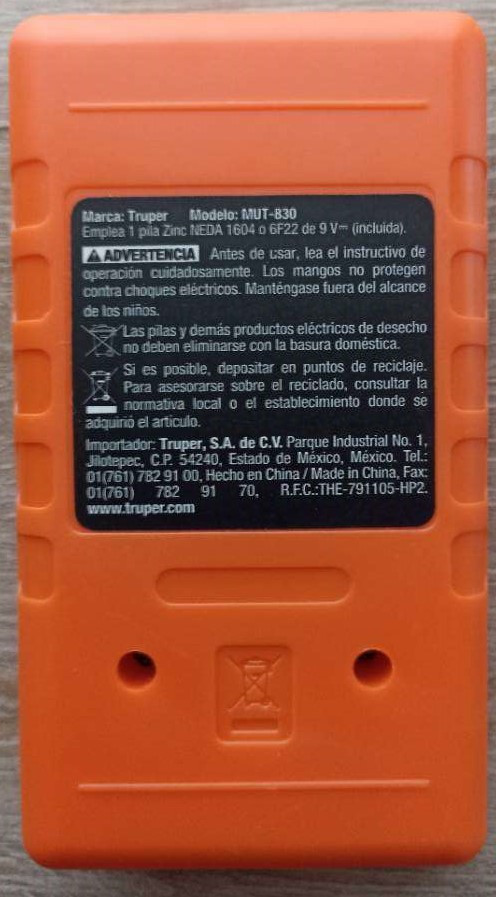 Marca: Truper Modelo: MUT-830
Emplea 1 pila Zinc NEDA 1604 o 6F22 de 9 V⎓ (incluida).
ADVERTENCIA Antes de usar, lea el instructivo de
operación cuidadosamente. Los mangos no protegen
contra choques eléctricos. Manténgase fuera del alcance
de los niños.
Las pilas y demás productos eléctricos de desecho
no deben eliminarse con la basura doméstica.
Si es posible, depositar en puntos de reciclaje.
Para asesorarse sobre el reciclado, consultar la
normativa local o el establecimiento donde se
adquirió el artículo.
Importador: Truper, S.A. de C.V. Parque Industrial No. 1,
Jilotepec, C.P. 54240, Estado de México, México. Tel.:
01(761) 782 91 00, Hecho en China / Made in China, Fax:
01(761) 782 91 70, R.F.C.:THE-791105-HP2.
www.truper.com